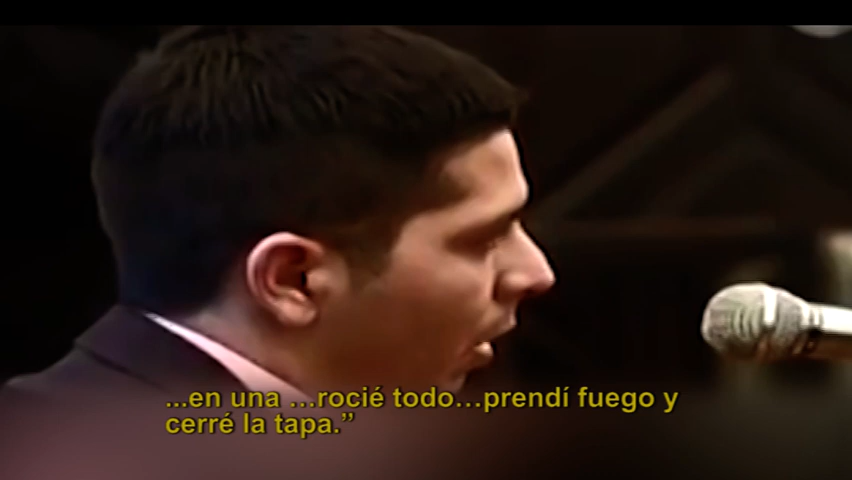 ...en una ...rocié todo...prendí fuego y
cerré la tapa.”